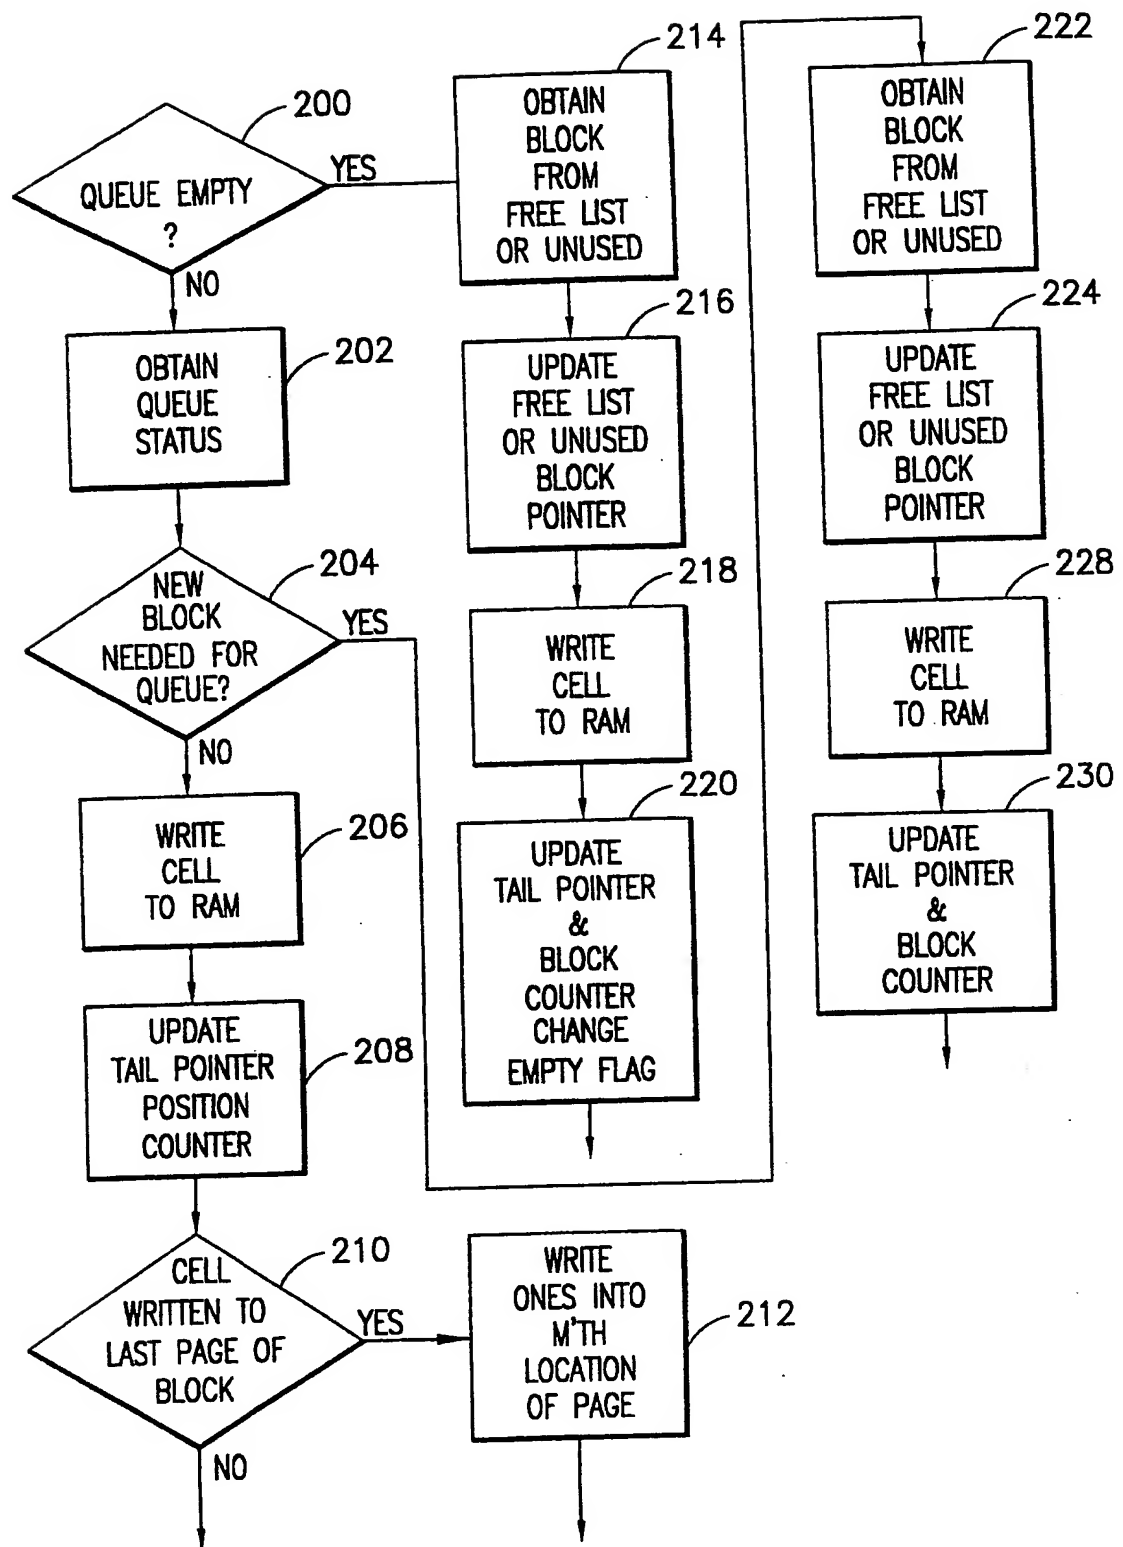 200
QUEUE EMPTY
?
YES
NO
202
OBTAIN
QUEUE
STATUS
204
NEW
BLOCK
NEEDED FOR
QUEUE?
YES
NO
206
WRITE
CELL
TO RAM
208
UPDATE
TAIL POINTER
POSITION
COUNTER
210
CELL
WRITTEN TO
LAST PAGE OF
BLOCK
YES
NO
212
WRITE
ONES INTO
M'TH
LOCATION
OF PAGE
214
OBTAIN
BLOCK
FROM
FREE LIST
OR UNUSED
216
UPDATE
FREE LIST
OR UNUSED
BLOCK
POINTER
218
WRITE
CELL
TO RAM
220
UPDATE
TAIL POINTER
&
BLOCK
COUNTER
CHANGE
EMPTY FLAG
222
OBTAIN
BLOCK
FROM
FREE LIST
OR UNUSED
224
UPDATE
FREE LIST
OR UNUSED
BLOCK
POINTER
228
WRITE
CELL
TO RAM
230
UPDATE
TAIL POINTER
&
BLOCK
COUNTER